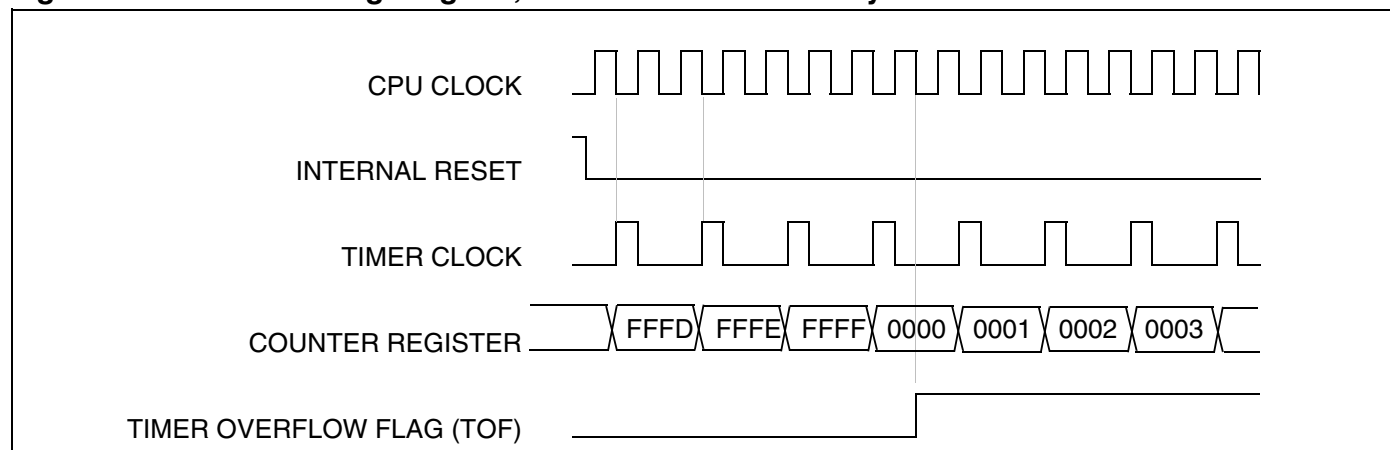 CPU CLOCK
INTERNAL RESET
TIMER CLOCK
COUNTER REGISTER FFFD FFFE FFFF 0000 0001 0002 0003
TIMER OVERFLOW FLAG (TOF)